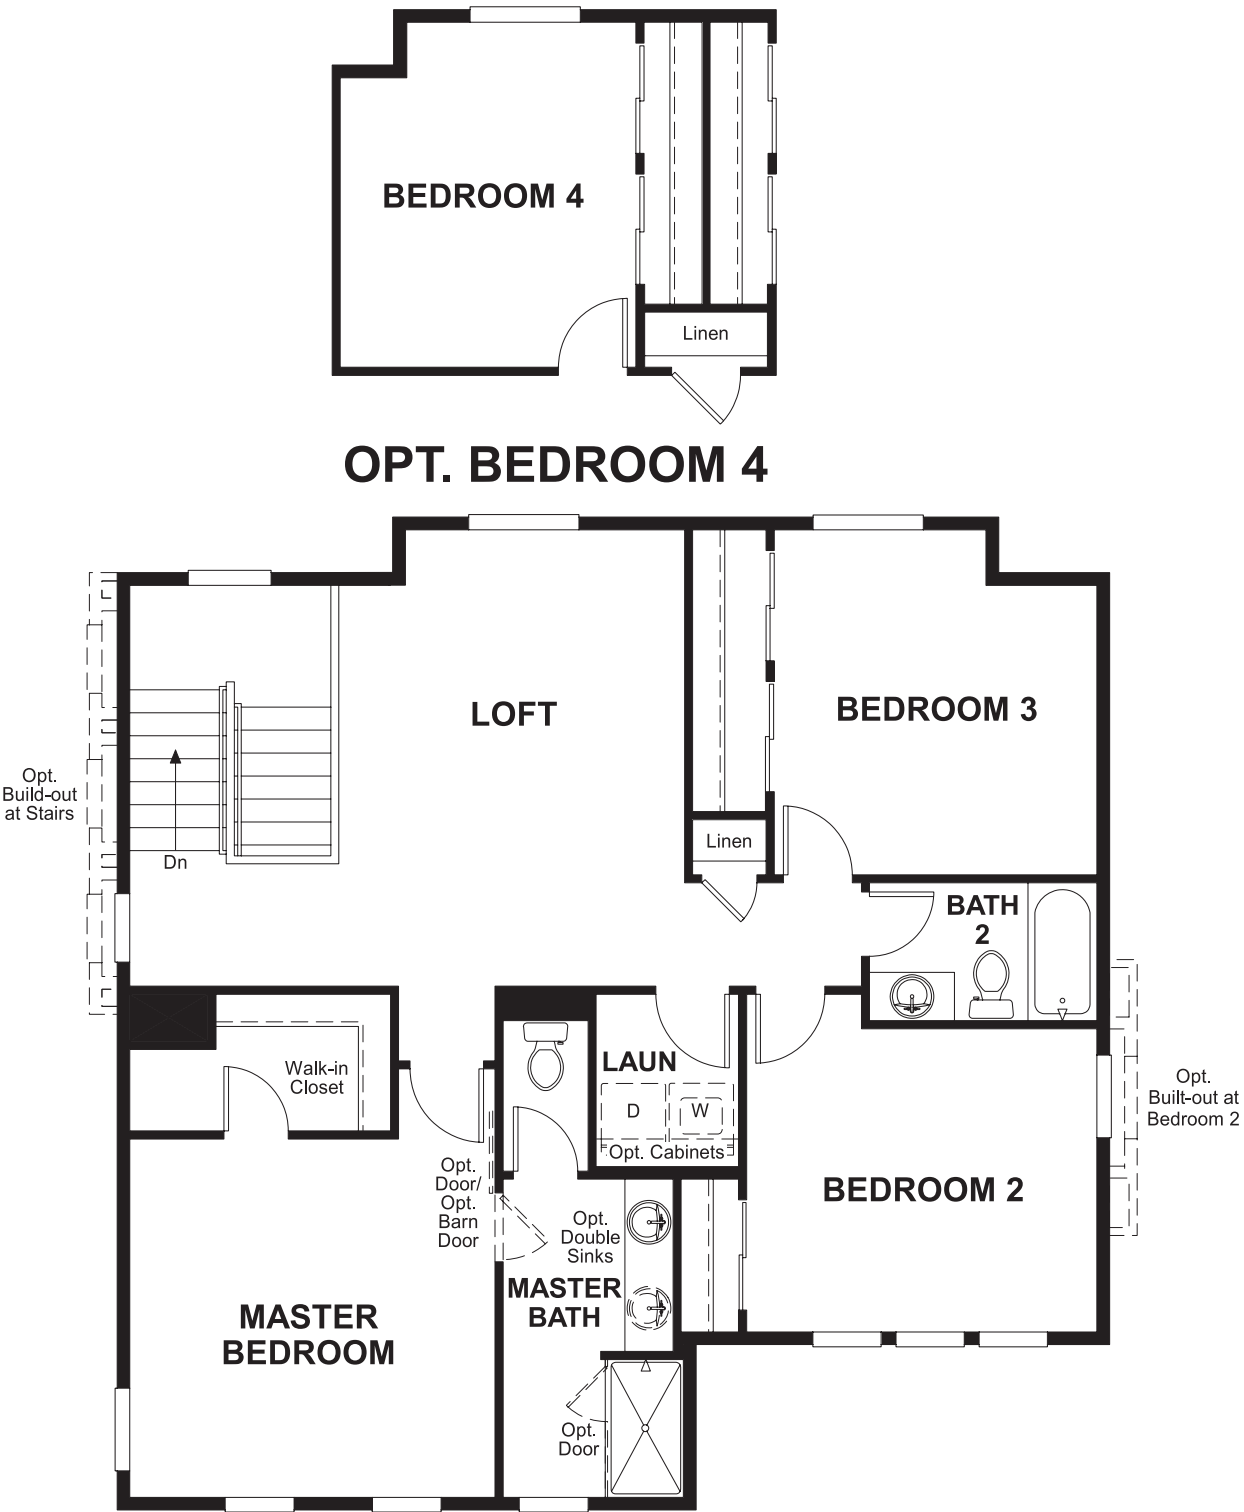 BEDROOM 4
Linen
OPT. BEDROOM 4
LOFT
BEDROOM 3
Opt.
Build-out
at Stairs
Dn
Linen
BATH
2
Walk-in
Closet
LAUN
D
W
Opt. Cabinets
Opt.
Built-out at
Bedroom 2
Opt.
Door/
Opt.
Barn
Door
BEDROOM 2
Opt.
Double
Sinks
MASTER
BATH
MASTER
BEDROOM
Opt.
Door